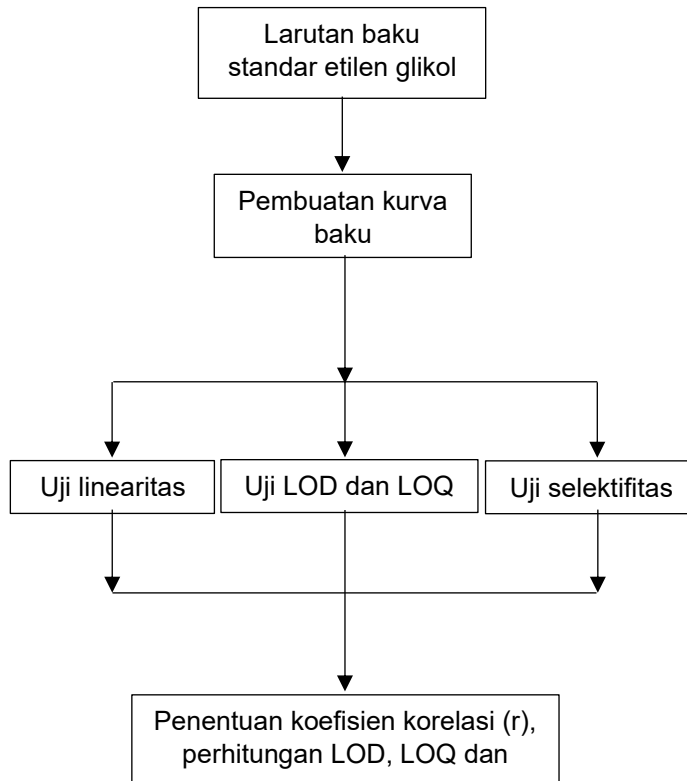 Larutan baku
standar etilen glikol
Pembuatan kurva
baku
Uji linearitas
Uji LOD dan LOQ
Uji selektifitas
Penentuan koefisien korelasi (r),
perhitungan LOD, LOQ dan